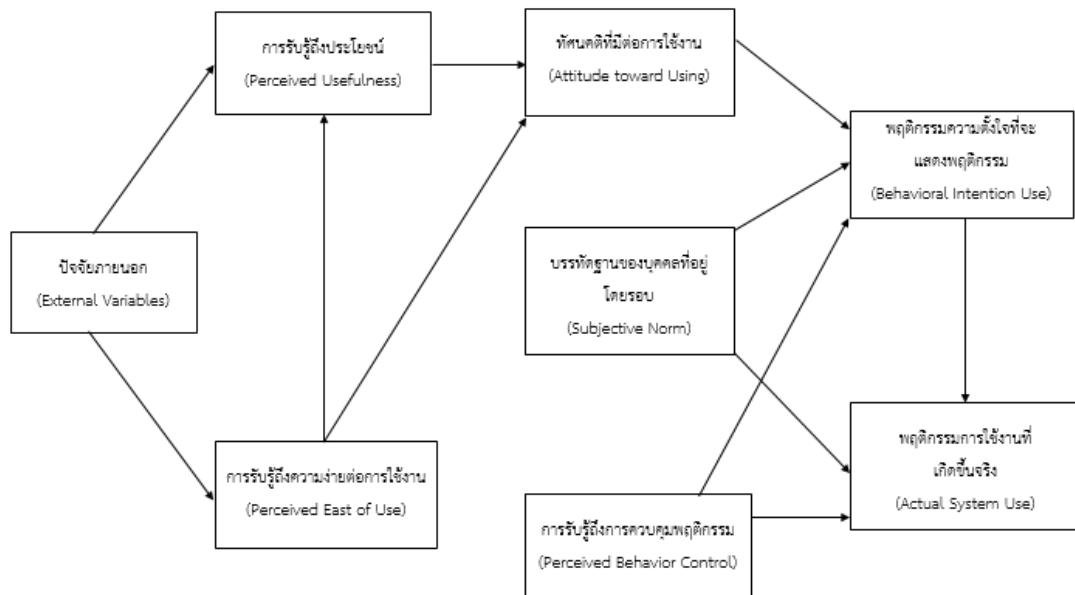 การรับรู้ถึงประโยชน์
(Perceived Usefulness)
ทัศนคติที่มีต่อการใช้งาน
(Attitude toward Using)
พฤติกรรมความตั้งใจที่จะ
แสดงพฤติกรรม
(Behavioral Intention Use)
ปัจจัยภายนอก
(External Variables)
บรรทัดฐานของบุคคลที่อยู่
โดยรอบ
(Subjective Norm)
การรับรู้ถึงความง่ายต่อการใช้งาน
(Perceived East of Use)
พฤติกรรมการใช้งานที่
เกิดขึ้นจริง
(Actual System Use)
การรับรู้ถึงการควบคุมพฤติกรรม
(Perceived Behavior Control)